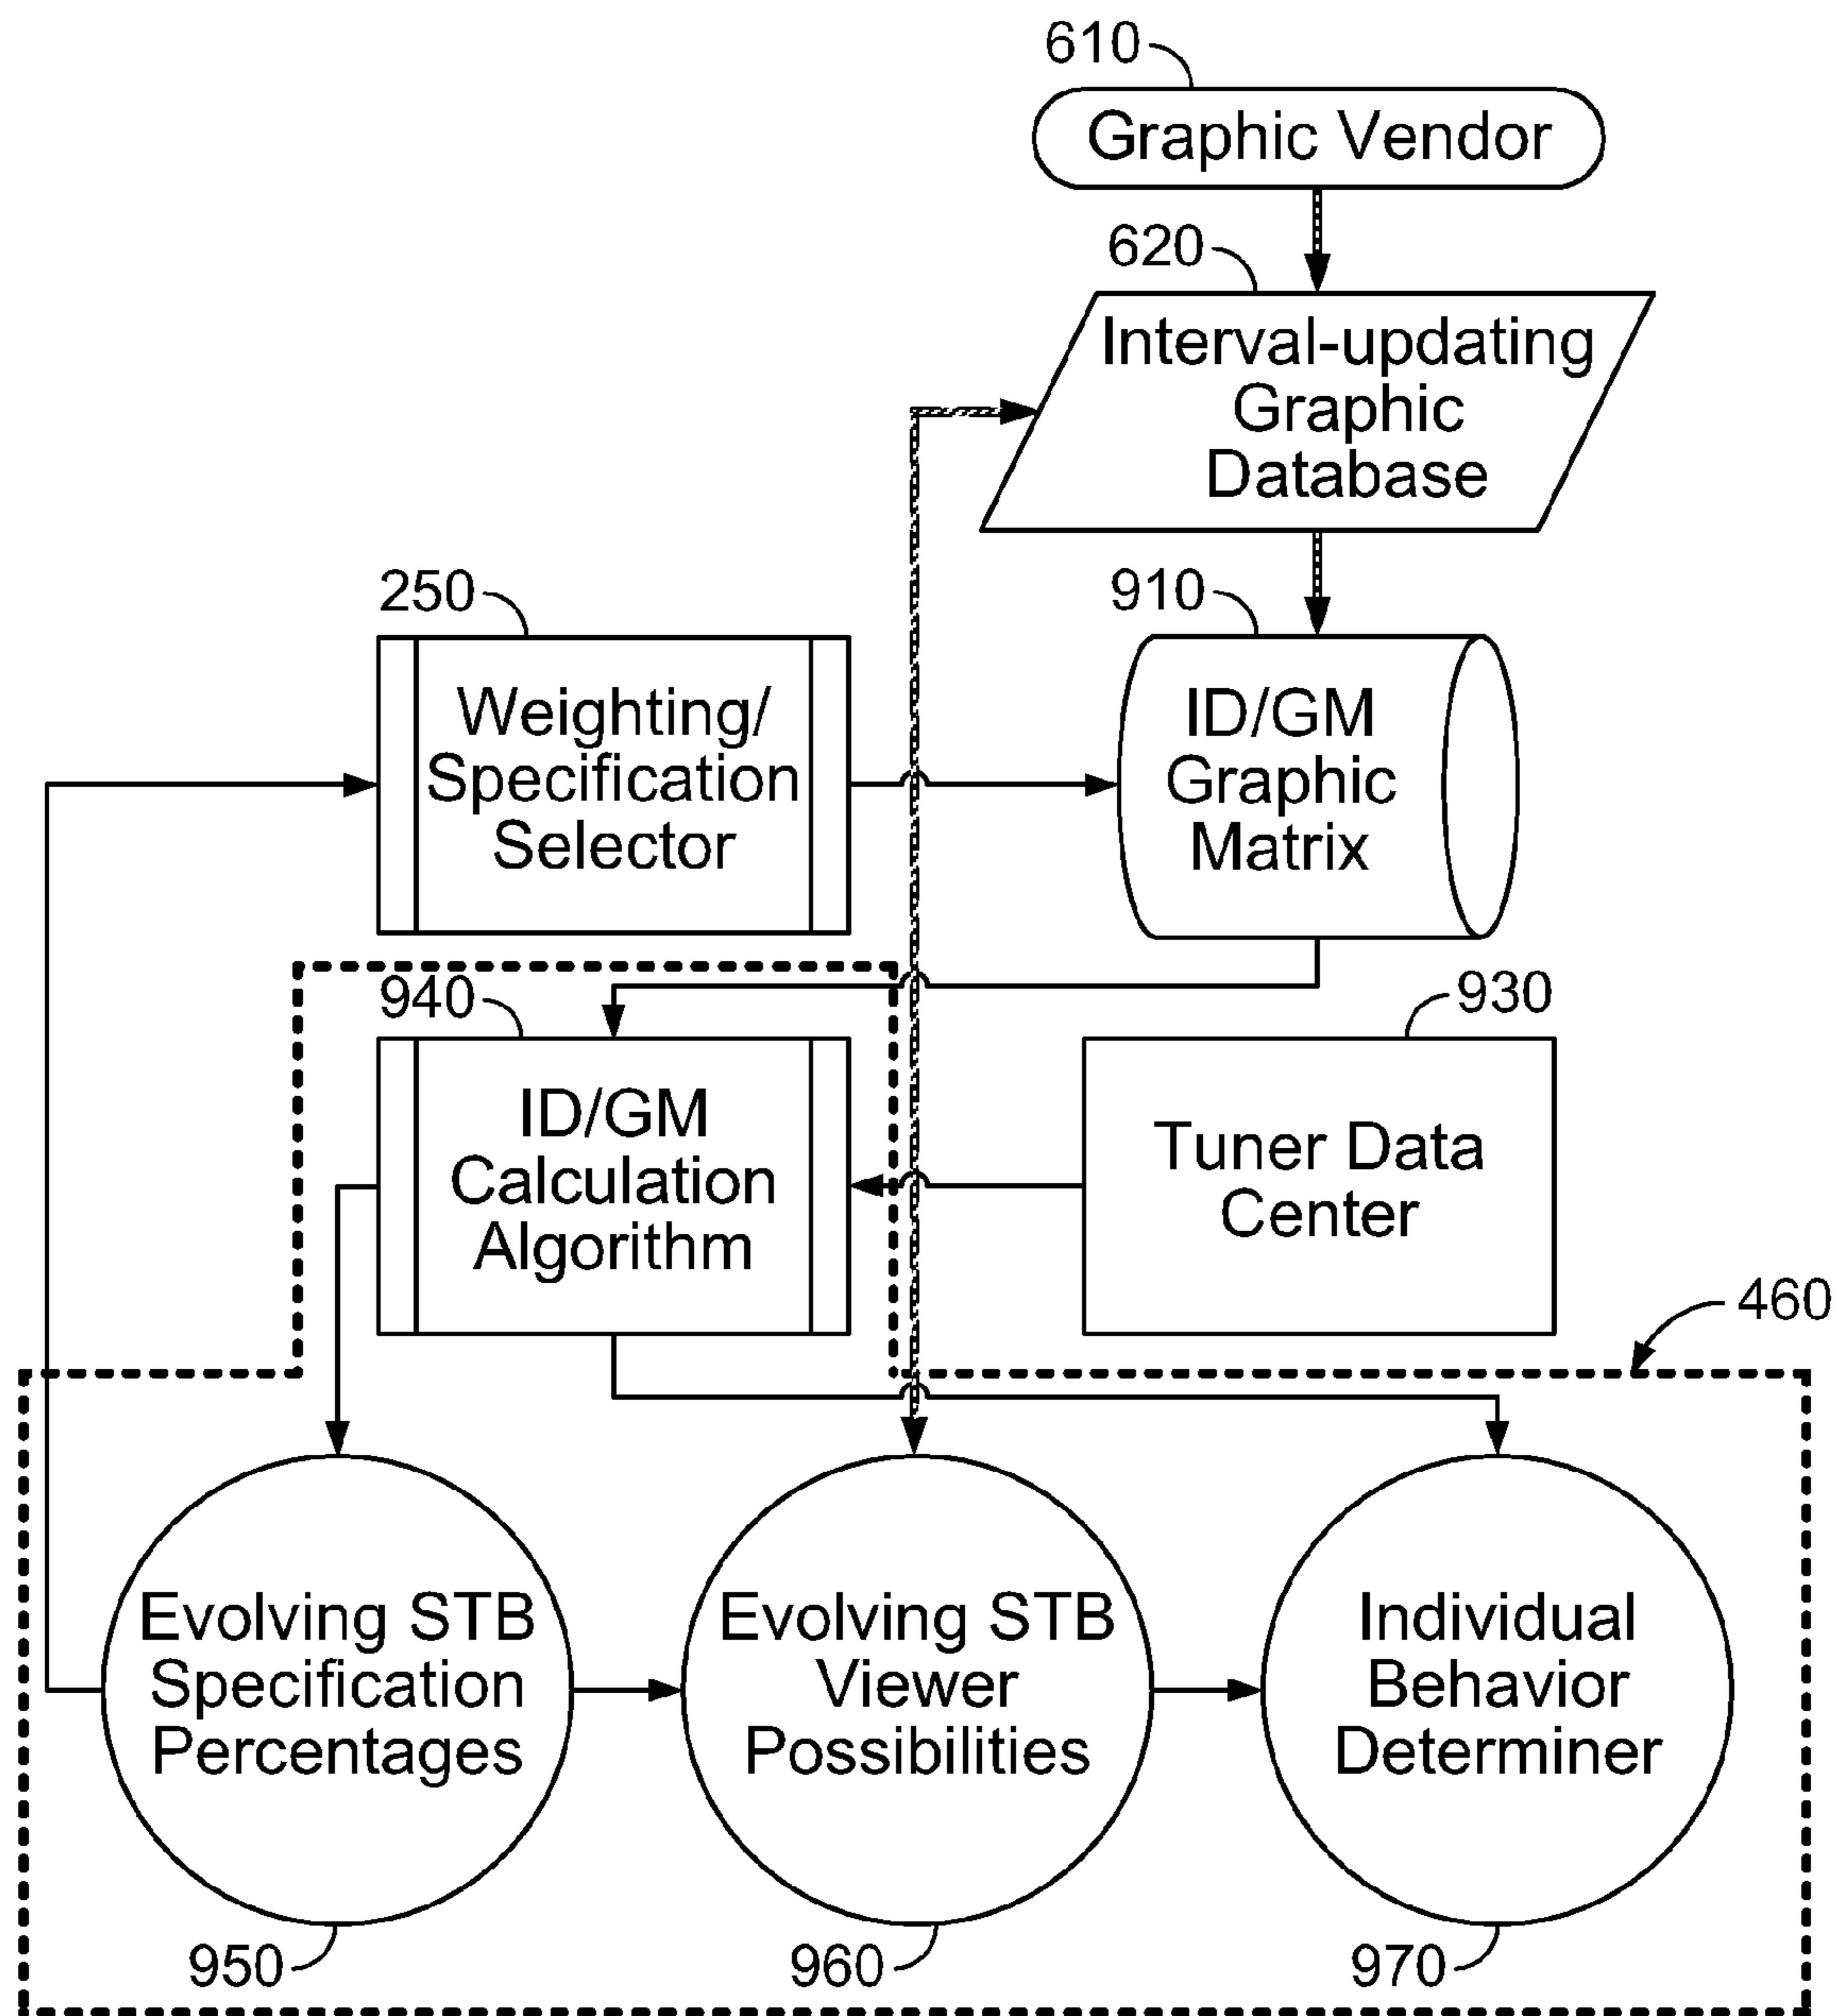 610
Graphic Vendor
620
Interval-updating
Graphic
Database
250
Weighting/
Specification
Selector
910
ID/GM
Graphic
Matrix
940
ID/GM
Calculation
Algorithm
930
Tuner Data
Center
460
Evolving STB
Specification
Percentages
950
Evolving STB
Viewer
Possibilities
960
Individual
Behavior
Determiner
970